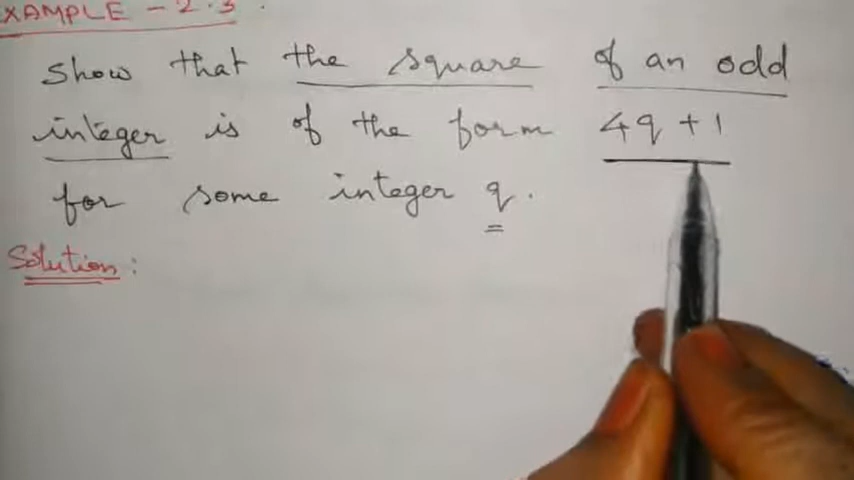 EXAMPLE - 2.3.
Show that the square of an odd
integer is of the form 4q + 1
for some integer q.
Solution: